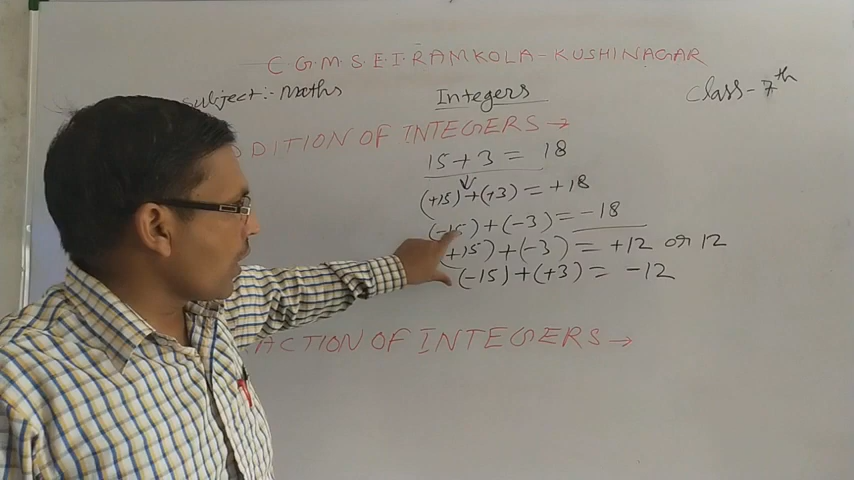 C.G.M.S.E.I. RAMKOLA - KUSHINAGAR
Subject:- Maths Integers Class - 7th
DITION OF INTEGERS →
15 + 3 = 18
(+15) + (+3) = +18
(-15) + (-3) = -18
(+15) + (-3) = +12 or 12
(-15) + (+3) = -12
ACTION OF INTEGERS →